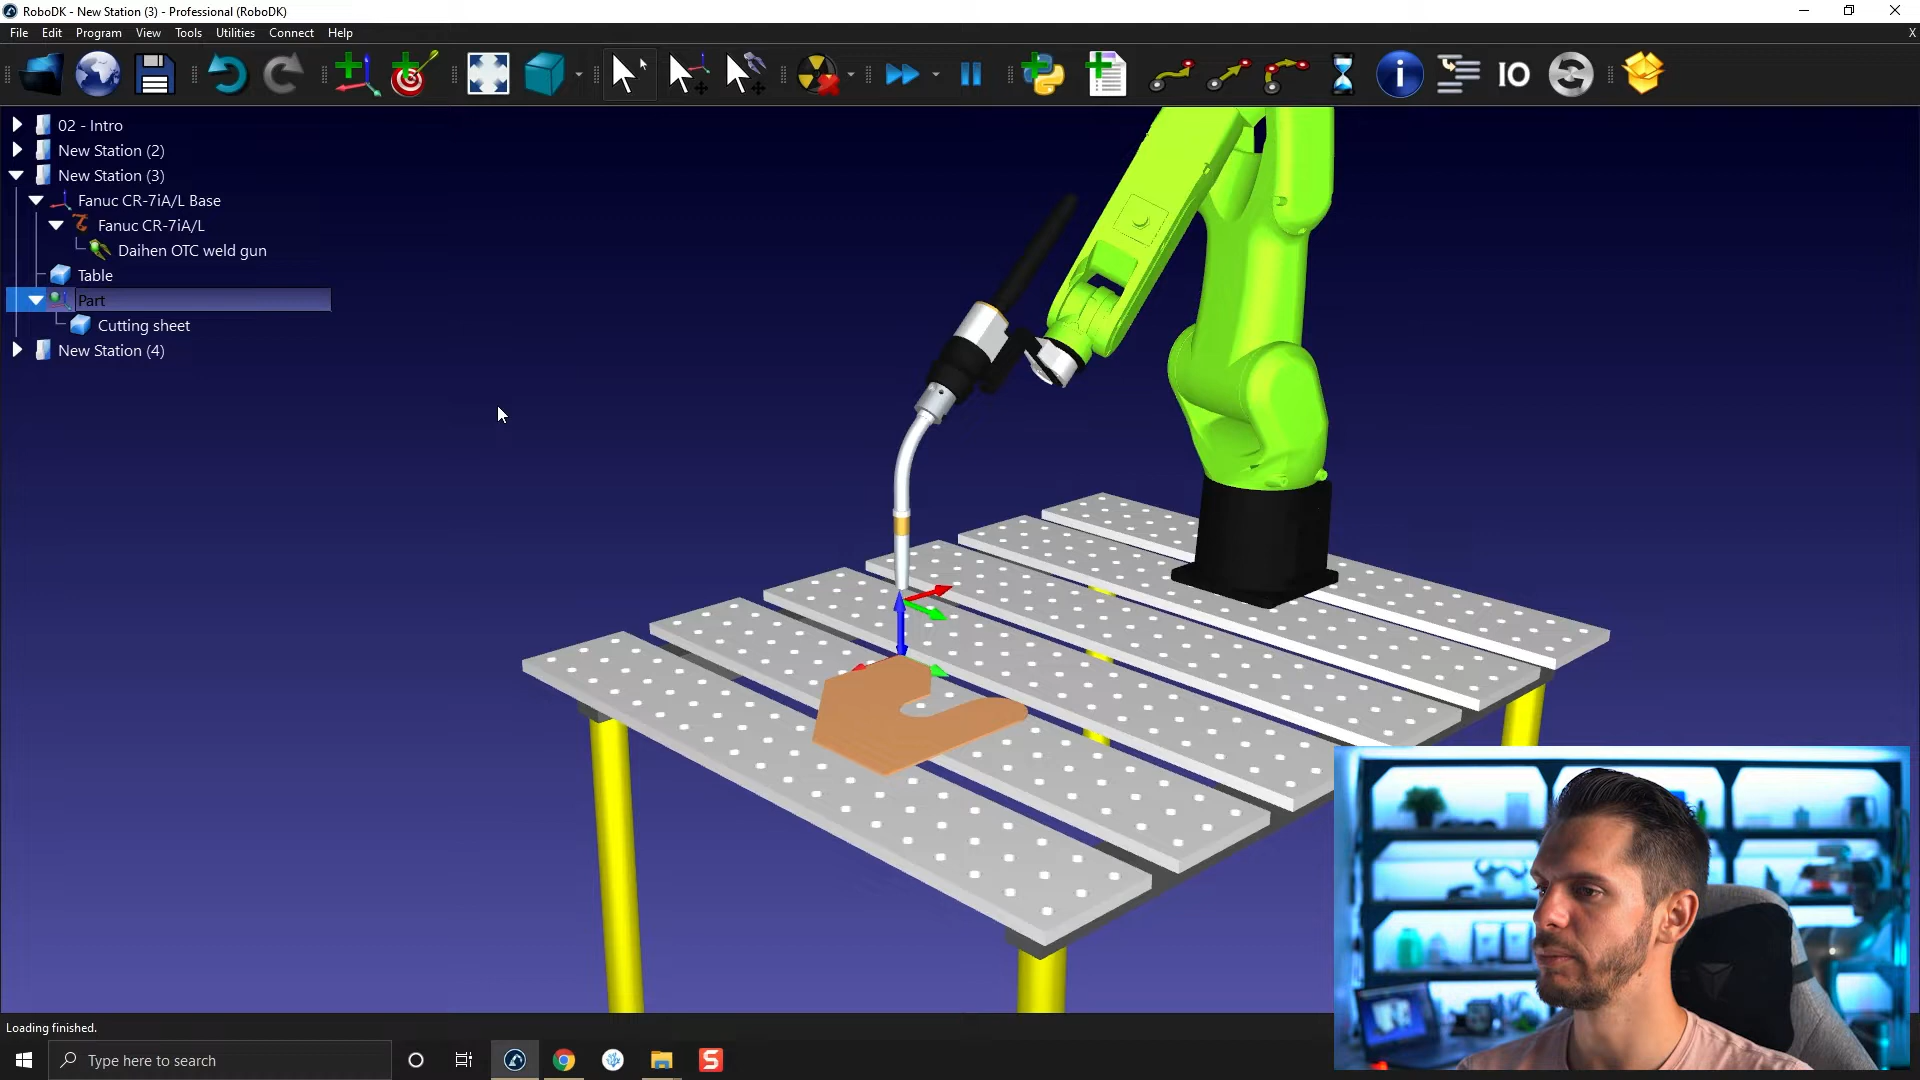 RoboDK - New Station (3) - Professional (RoboDK)
File Edit Program View Tools Utilities Connect Help X
IO
02 - Intro
New Station (2)
New Station (3)
Fanuc CR-7iA/L Base
Fanuc CR-7iA/L
Daihen OTC weld gun
Table
Part
Cutting sheet
New Station (4)
Loading finished.
Type here to search